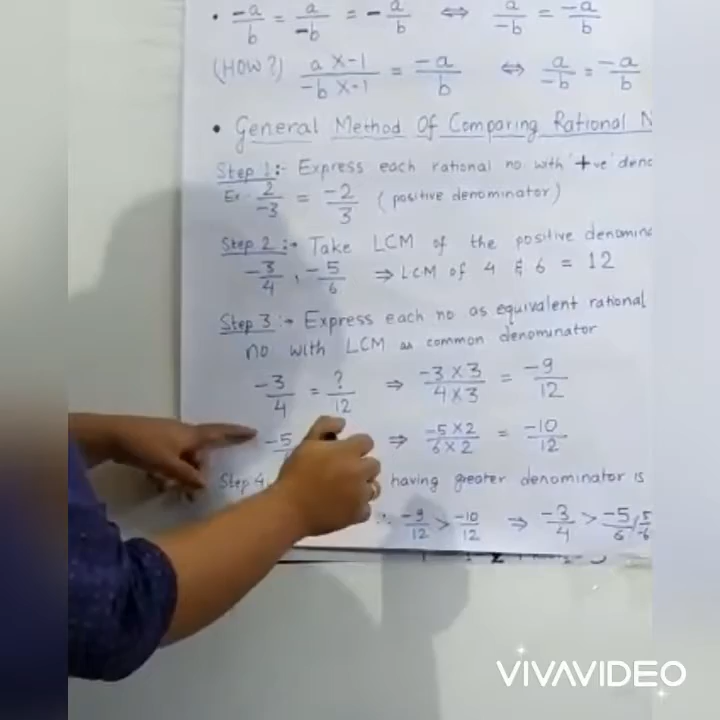 • -a/b = a/-b = -a/b ⇔ a/-b = -a/b
(HOW?) a x -1/-b x -1 = -a/b ⇔ a/-b = -a/b
• General Method Of Comparing Rational N
Step 1:- Express each rational no with '+ve' deno
Ex- 2/-3 = -2/3 (positive denominator)
Step 2 :→ Take LCM of the positive denomin
-3/4, -5/6 ⇒ LCM of 4 & 6 = 12
Step 3 :→ Express each no as equivalent rational
no with LCM as common denominator
-3/4 = ?/12 ⇒ -3 x 3/4 x 3 = -9/12
-5 ⇒ -5 x 2/6 x 2 = -10/12
Step 4 having greater denominator is
∴ -9/12 > -10/12 ⇒ -3/4 > -5/6 / 5/-6
VIVAVIDEO